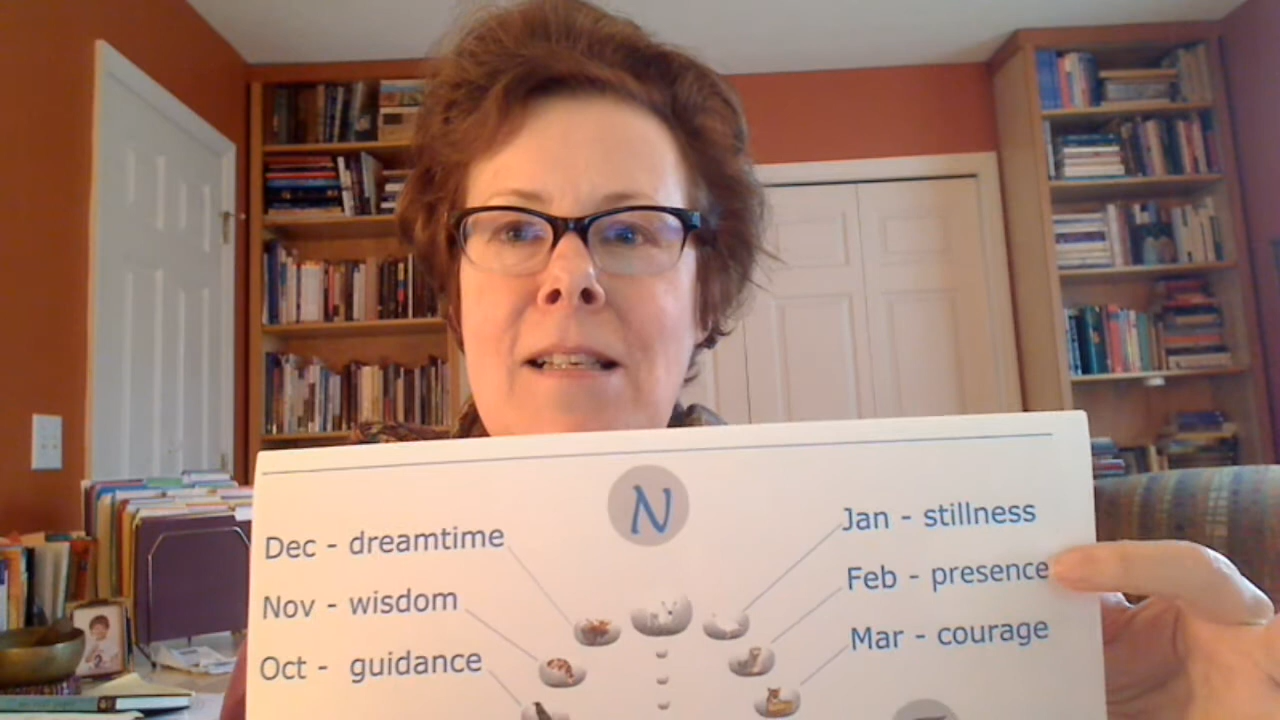 N
Dec - dreamtime
Nov - wisdom
Oct - guidance
Jan - stillness
Feb - presence
Mar - courage